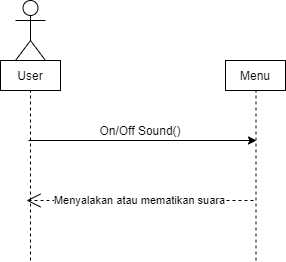 User
Menu
On/Off Sound()
Menyalakan atau mematikan suara